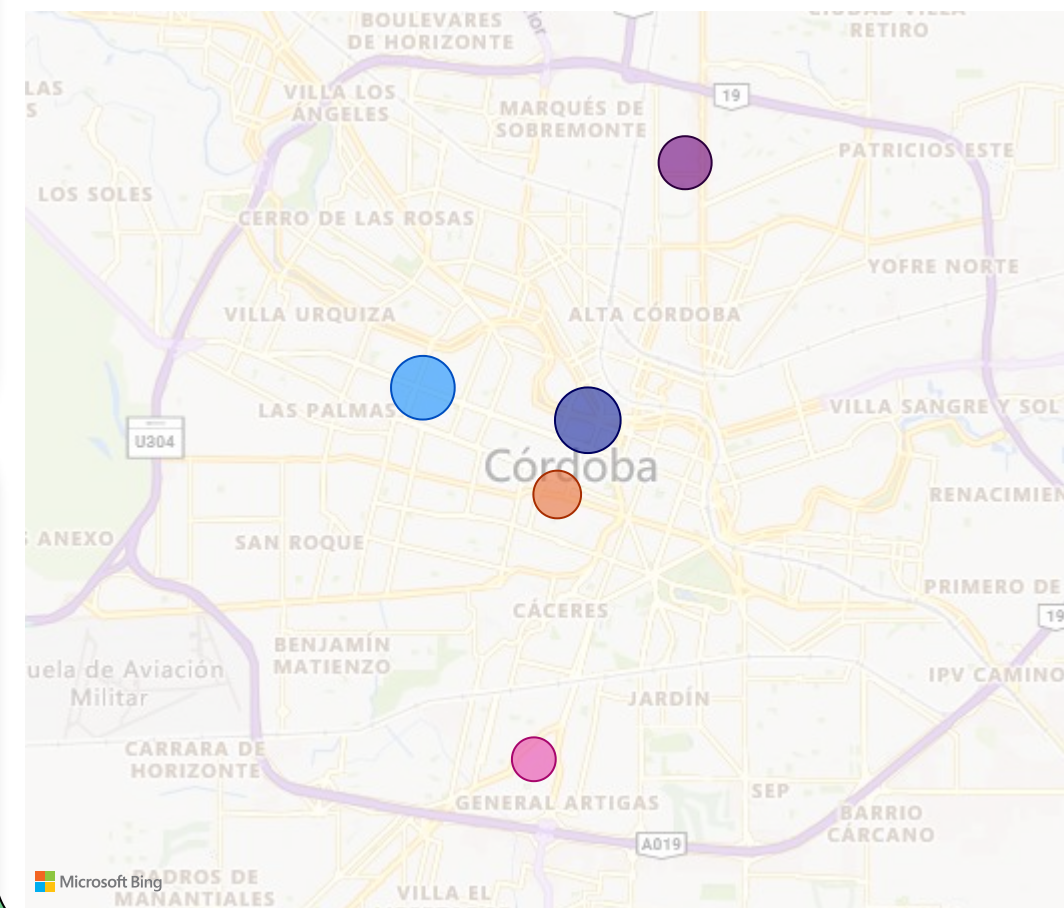 BOULEVARES
DE HORIZONTE
RETIRO
LAS
S
VILLA LOS
ÁNGELES
MARQUÉS DE
SOBREMONTE
19
PATRICIOS ESTE
LOS SOLES
CERRO DE LAS ROSAS
YOFRE NORTE
VILLA URQUIZA
ALTA CÓRDOBA
LAS PALMAS
VILLA SANGRE Y SOL
U304
Córdoba
RENACIMIEN
ANEXO
SAN ROQUE
PRIMERO DE
CÁCERES
19
BENJAMÍN
MATIENZO
uela de Aviación
Militar
IPV CAMINO
JARDÍN
CARRARA DE
HORIZONTE
SEP
GENERAL ARTIGAS
BARRIO
CÁRCANO
A019
Microsoft Bing
ADROS DE
MAÑANTIALES
VILLA EL